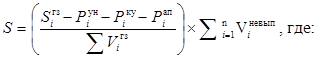 S = ( (S_i^гз − P_i^ун − P_i^ку − P_i^ап) / ∑ V_i^гз ) × ∑_{i=1}^{n} V_i^невып , где: